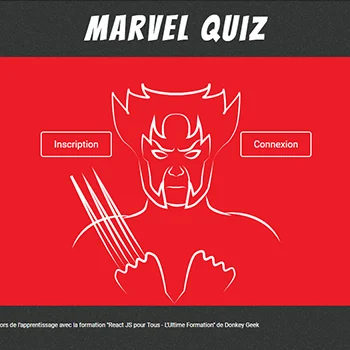 MARVEL QUIZ
Inscription
Connexion
ors de l'apprentissage avec la formation "React JS pour Tous - L'Ultime Formation" de Donkey Geek